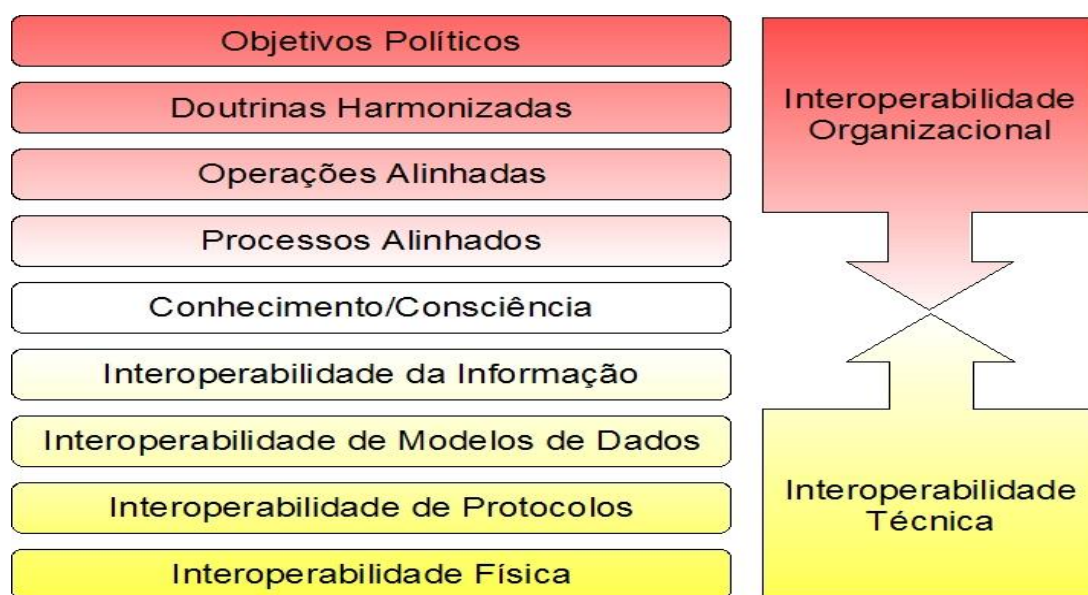 Objetivos Políticos
Doutrinas Harmonizadas
Operações Alinhadas
Processos Alinhados
Conhecimento/Consciência
Interoperabilidade da Informação
Interoperabilidade de Modelos de Dados
Interoperabilidade de Protocolos
Interoperabilidade Física
Interoperabilidade
Organizacional
Interoperabilidade
Técnica